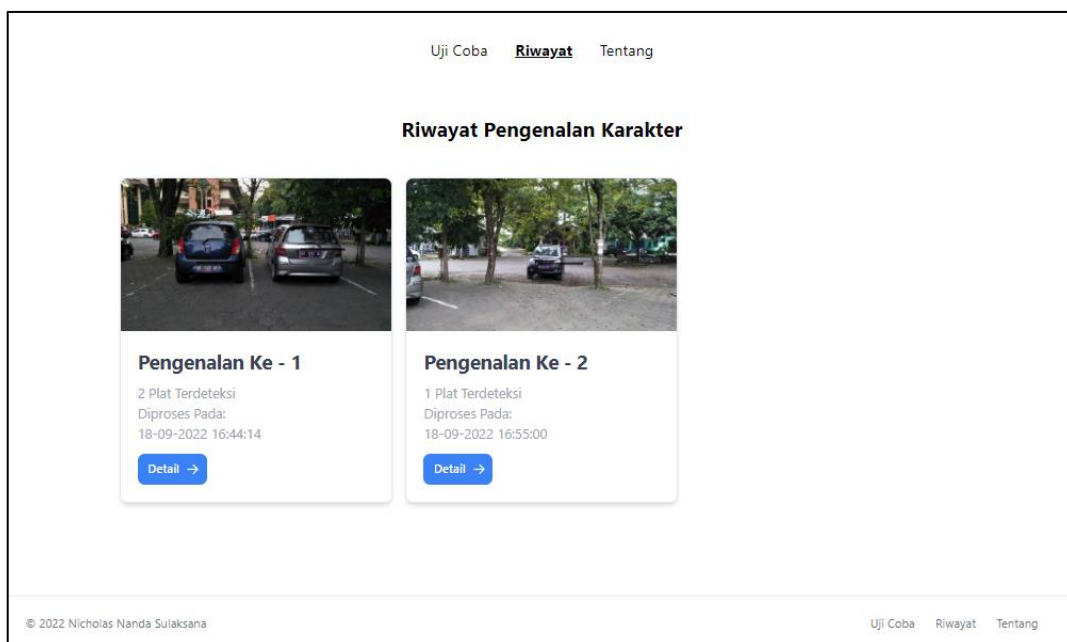 Uji Coba Riwayat Tentang
Riwayat Pengenalan Karakter
Pengenalan Ke - 1
2 Plat Terdeteksi
Diproses Pada:
18-09-2022 16:44:14
Detail →
Pengenalan Ke - 2
1 Plat Terdeteksi
Diproses Pada:
18-09-2022 16:55:00
Detail →
© 2022 Nicholas Nanda Sulaksana
Uji Coba Riwayat Tentang